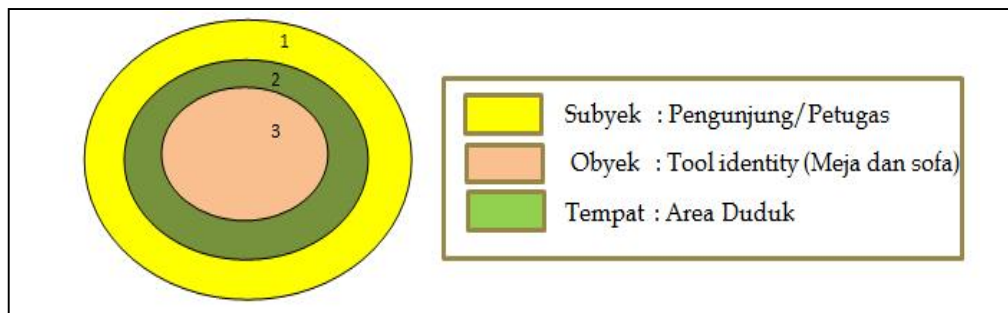 1
2
3
Subyek : Pengunjung/Petugas
Obyek : Tool identity (Meja dan sofa)
Tempat : Area Duduk